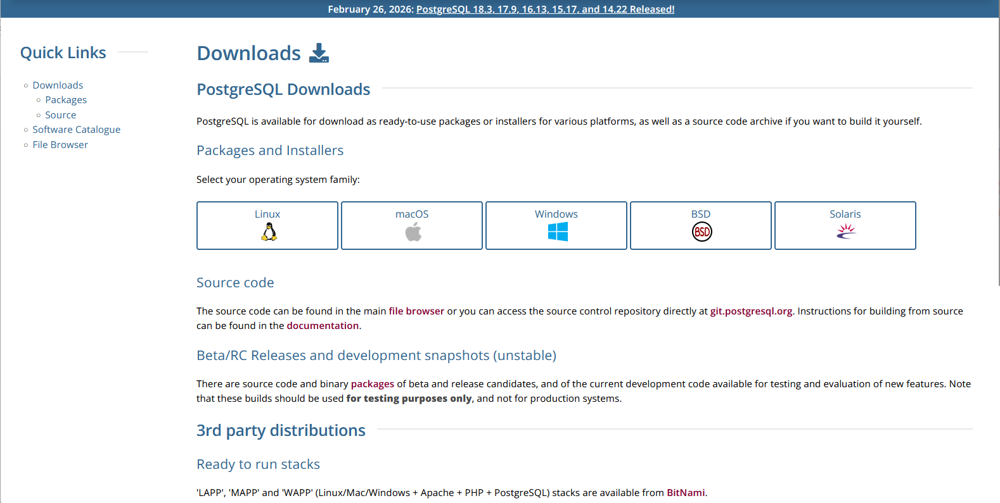 February 26, 2026: PostgreSQL 18.3, 17.9, 16.13, 15.17, and 14.22 Released!
Quick Links
Downloads
Packages
Source
Software Catalogue
File Browser
Downloads
PostgreSQL Downloads
PostgreSQL is available for download as ready-to-use packages or installers for various platforms, as well as a source code archive if you want to build it yourself.
Packages and Installers
Select your operating system family:
Linux
macOS
Windows
BSD
Solaris
BSD
Source code
The source code can be found in the main file browser or you can access the source control repository directly at git.postgresql.org. Instructions for building from source
can be found in the documentation.
Beta/RC Releases and development snapshots (unstable)
There are source code and binary packages of beta and release candidates, and of the current development code available for testing and evaluation of new features. Note
that these builds should be used for testing purposes only, and not for production systems.
3rd party distributions
Ready to run stacks
'LAPP', 'MAPP' and 'WAPP' (Linux/Mac/Windows + Apache + PHP + PostgreSQL) stacks are available from BitNami.